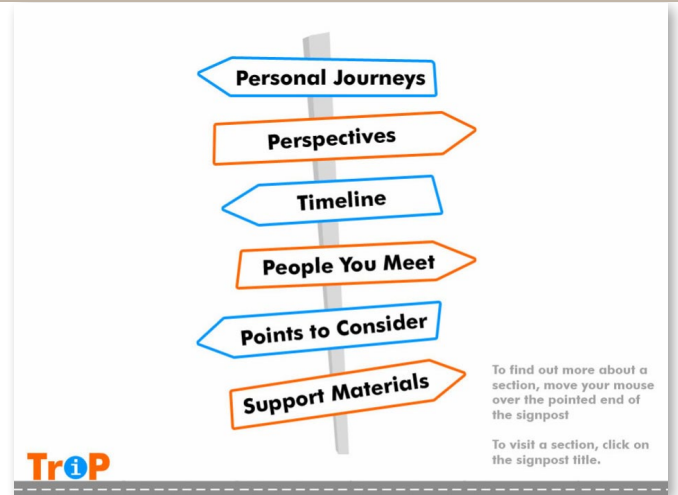 Personal Journeys
Perspectives
Timeline
People You Meet
Points to Consider
Support Materials
To find out more about a
section, move your mouse
over the pointed end of
the signpost
To visit a section, click on
the signpost title.
TriP